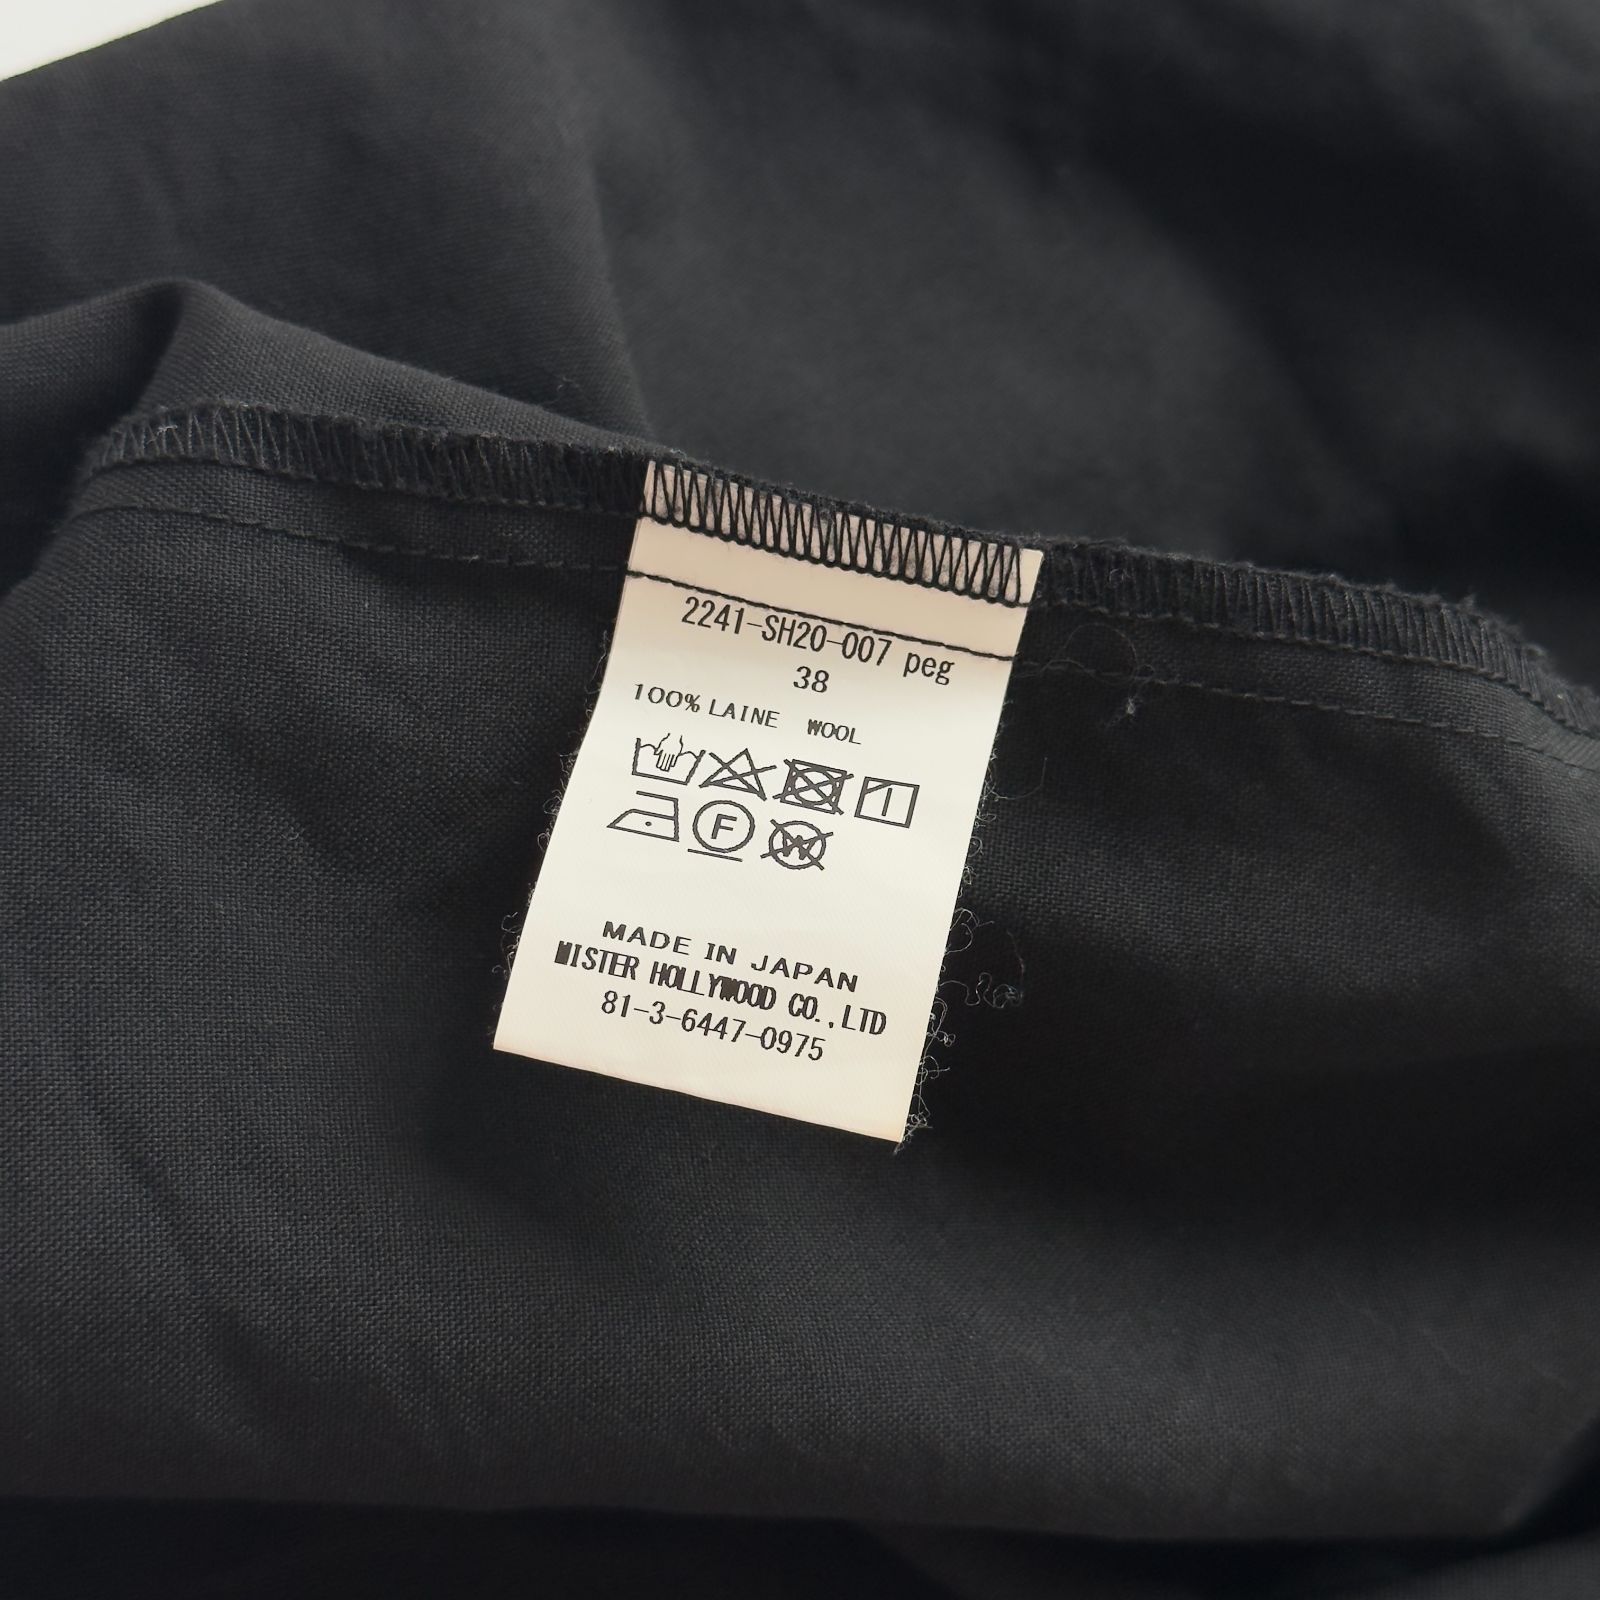 2241-SH20-007 peg
38
100% LAINE WOOL
F W
MADE IN JAPAN
MISTER HOLLYWOOD CO.,LTD
81-3-6447-0975